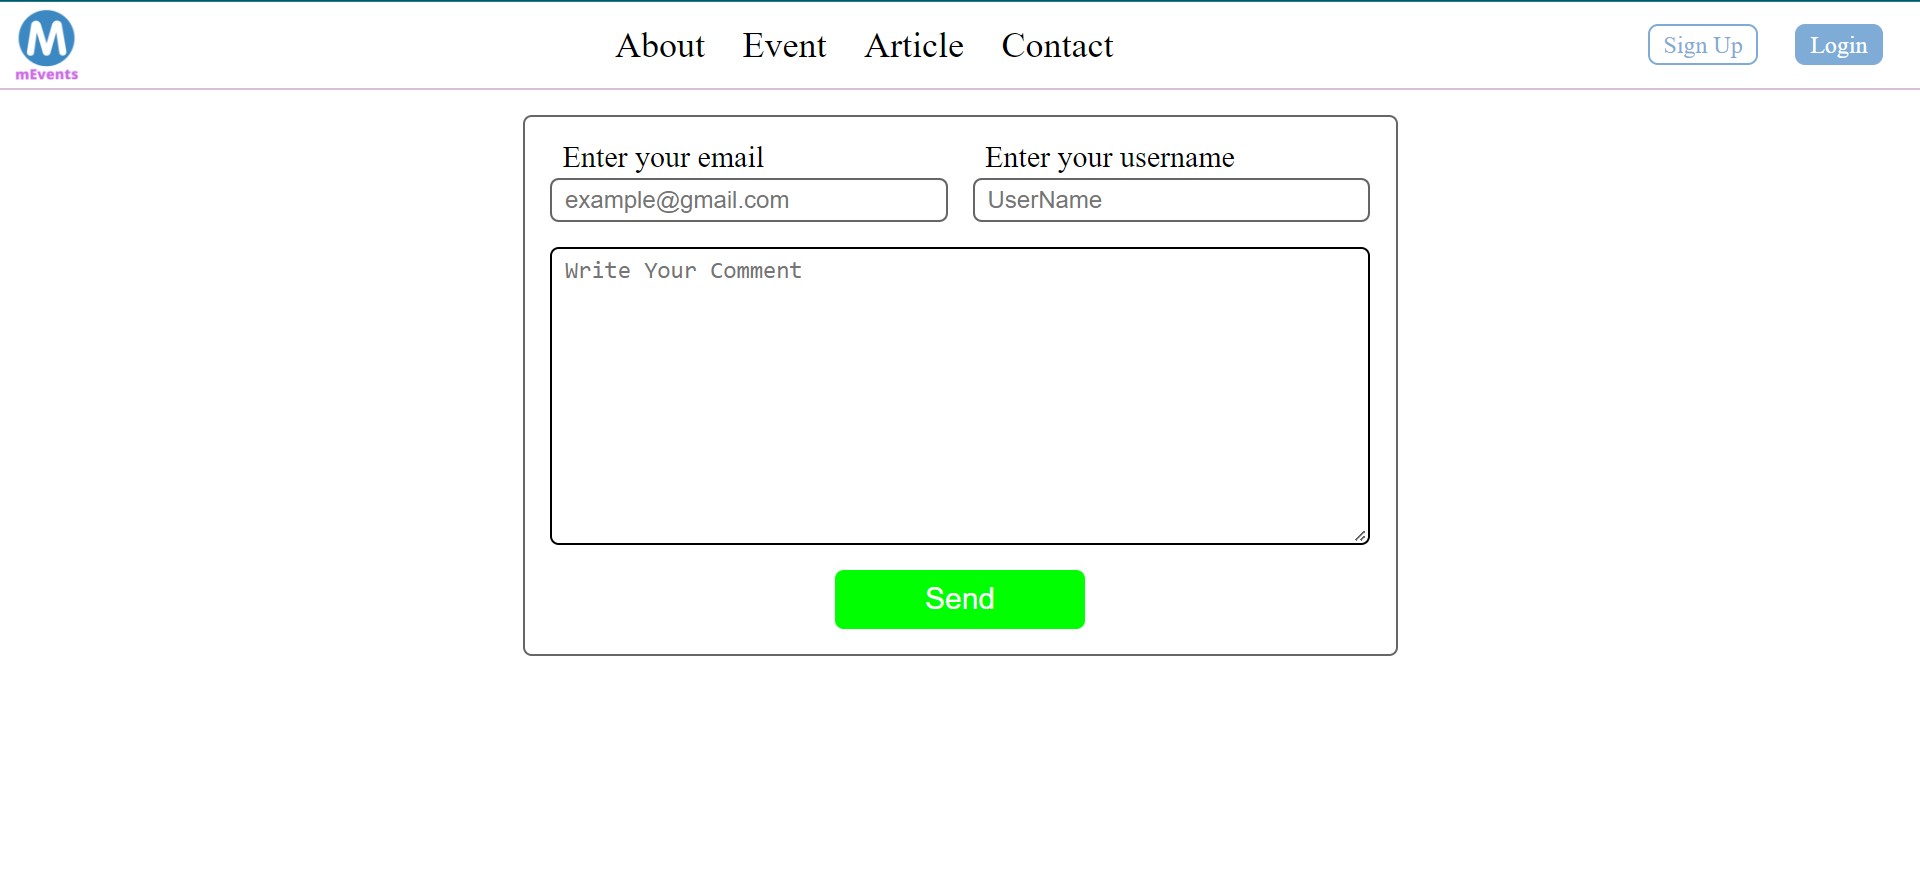 M
mEvents
About Event Article Contact
Sign Up Login
Enter your email
Enter your username
example@gmail.com
UserName
Write Your Comment
Send